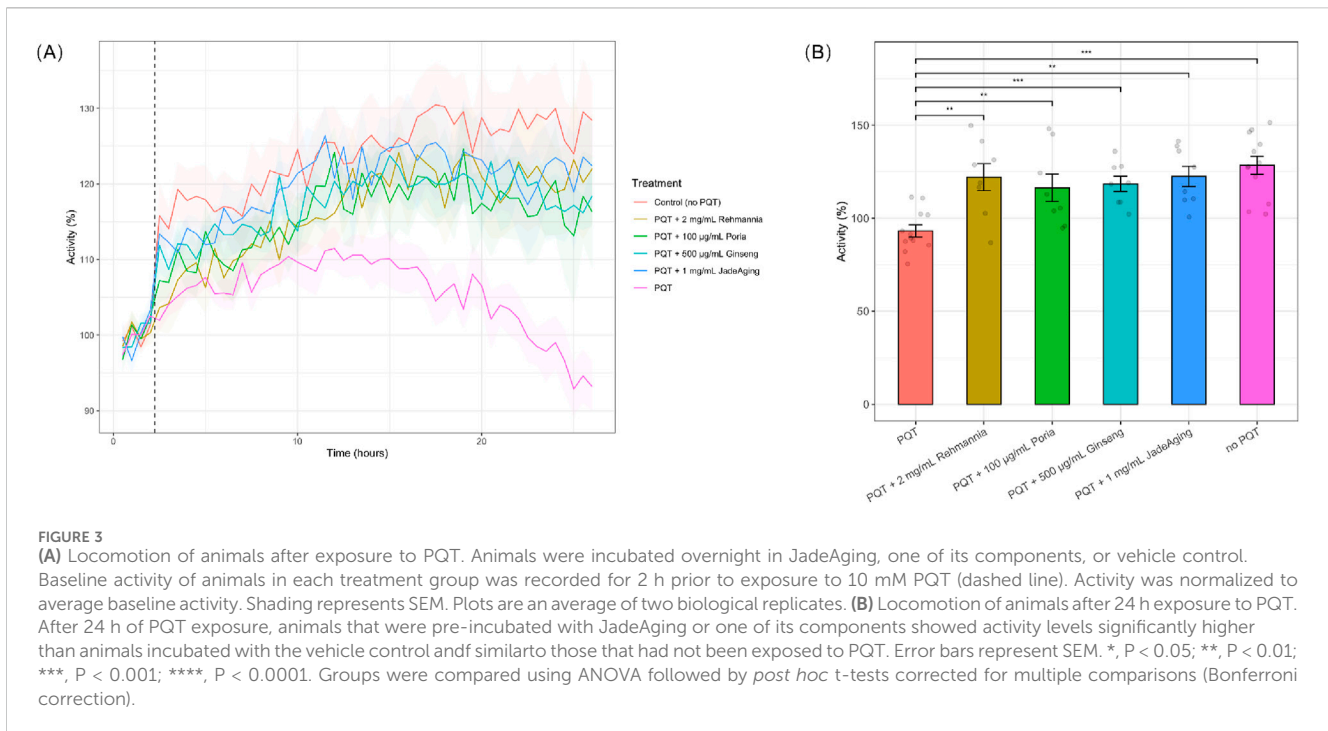 (A)
130
120
110
100
90
Activity (%)
0
10
20
Time (hours)
Treatment
Control (no PQT)
PQT + 2 mg/mL Rehmannia
PQT + 100 µg/mL Poria
PQT + 500 µg/mL Ginseng
PQT + 1 mg/mL JadeAging
PQT
(B)
***
**
***
**
**
150
100
50
0
Activity (%)
PQT
PQT + 2 mg/mL Rehmannia
PQT + 100 µg/mL Poria
PQT + 500 µg/mL Ginseng
PQT + 1 mg/mL JadeAging
no PQT
FIGURE 3
(A) Locomotion of animals after exposure to PQT. Animals were incubated overnight in JadeAging, one of its components, or vehicle control.
Baseline activity of animals in each treatment group was recorded for 2 h prior to exposure to 10 mM PQT (dashed line). Activity was normalized to
average baseline activity. Shading represents SEM. Plots are an average of two biological replicates. (B) Locomotion of animals after 24 h exposure to PQT.
After 24 h of PQT exposure, animals that were pre-incubated with JadeAging or one of its components showed activity levels significantly higher
than animals incubated with the vehicle control andf similarto those that had not been exposed to PQT. Error bars represent SEM. *, P < 0.05; **, P < 0.01;
***, P < 0.001; ****, P < 0.0001. Groups were compared using ANOVA followed by post hoc t-tests corrected for multiple comparisons (Bonferroni
correction).